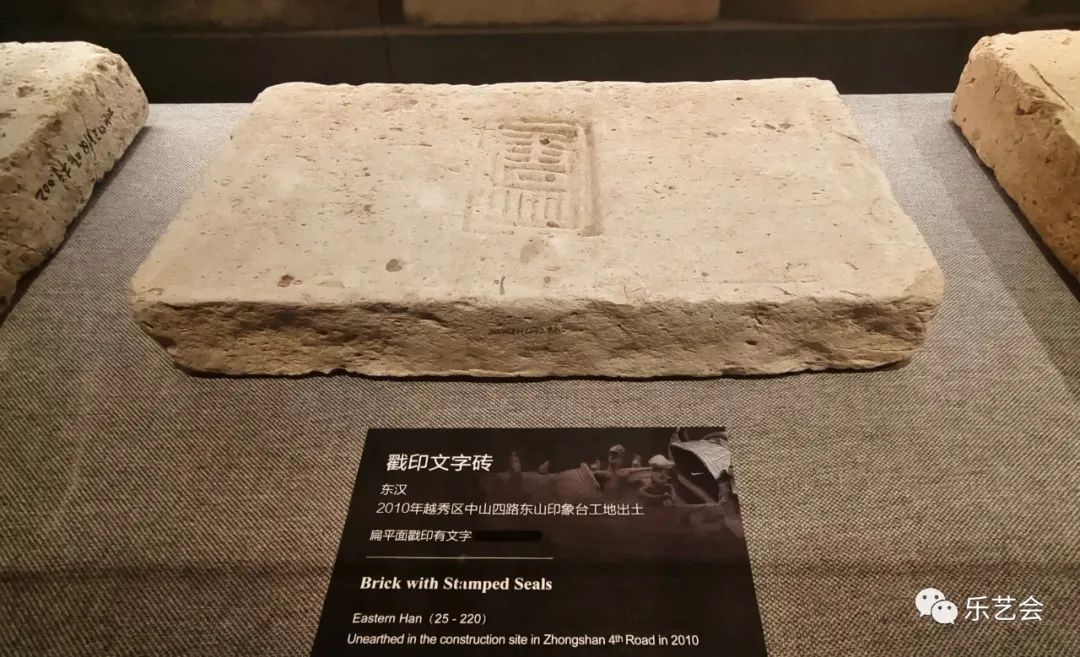 戳印文字砖
东汉
2010年越秀区中山四路东山印象台工地出土
扁平面戳印有文字
Brick with Stamped Seals
Eastern Han（25 - 220）
Unearthed in the construction site in Zhongshan 4th Road in 2010
乐艺会